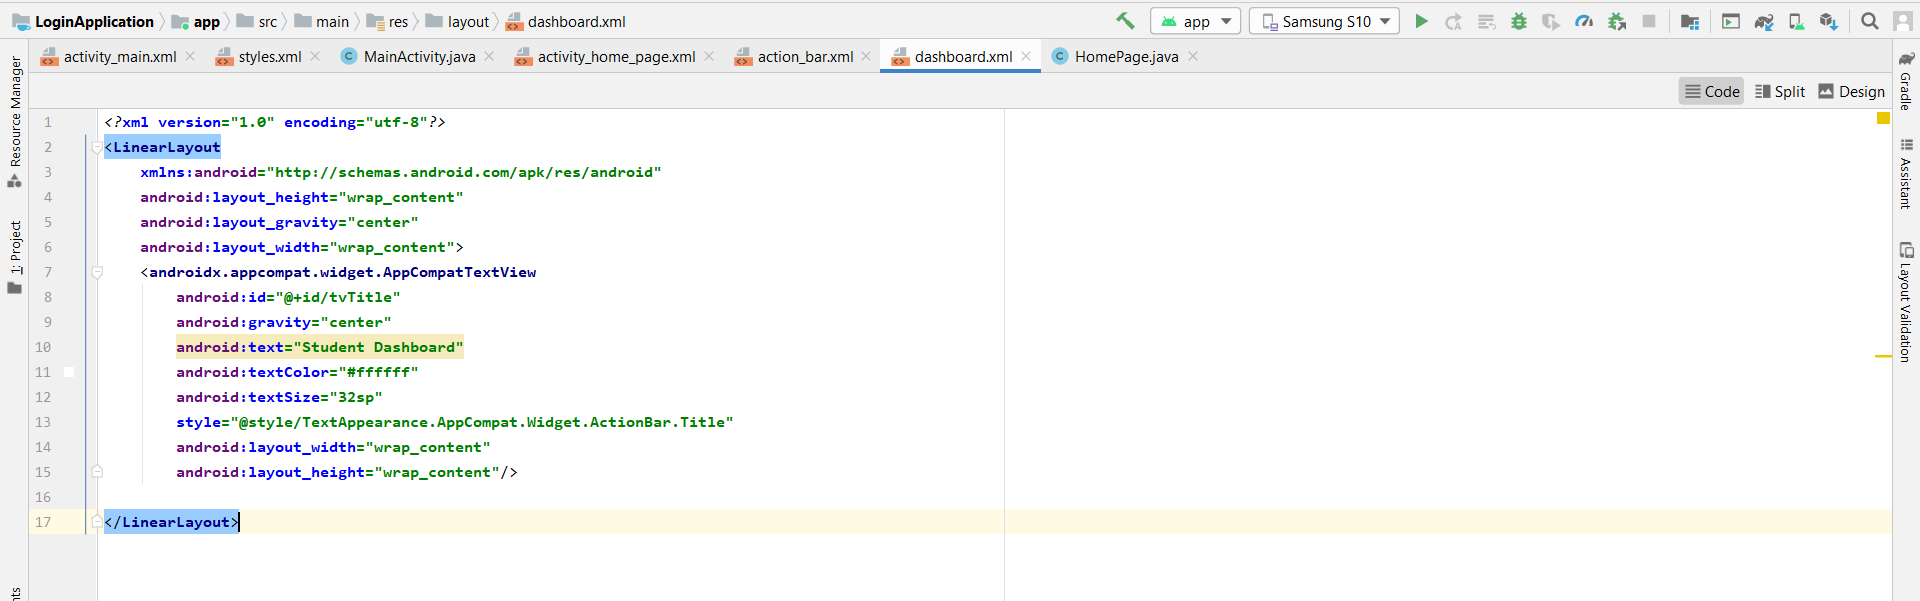 LoginApplication app src main res layout dashboard.xml app Samsung S10
activity_main.xml styles.xml MainActivity.java activity_home_page.xml action_bar.xml dashboard.xml HomePage.java
Code Split Design
Resource Manager
1: Project
Gradle
Assistant
Layout Validation
1 <?xml version="1.0" encoding="utf-8"?>
2 <LinearLayout
3 xmlns:android="http://schemas.android.com/apk/res/android"
4 android:layout_height="wrap_content"
5 android:layout_gravity="center"
6 android:layout_width="wrap_content">
7 <androidx.appcompat.widget.AppCompatTextView
8 android:id="@+id/tvTitle"
9 android:gravity="center"
10 android:text="Student Dashboard"
11 android:textColor="#ffffff"
12 android:textSize="32sp"
13 style="@style/TextAppearance.AppCompat.Widget.ActionBar.Title"
14 android:layout_width="wrap_content"
15 android:layout_height="wrap_content"/>
16
17 </LinearLayout>